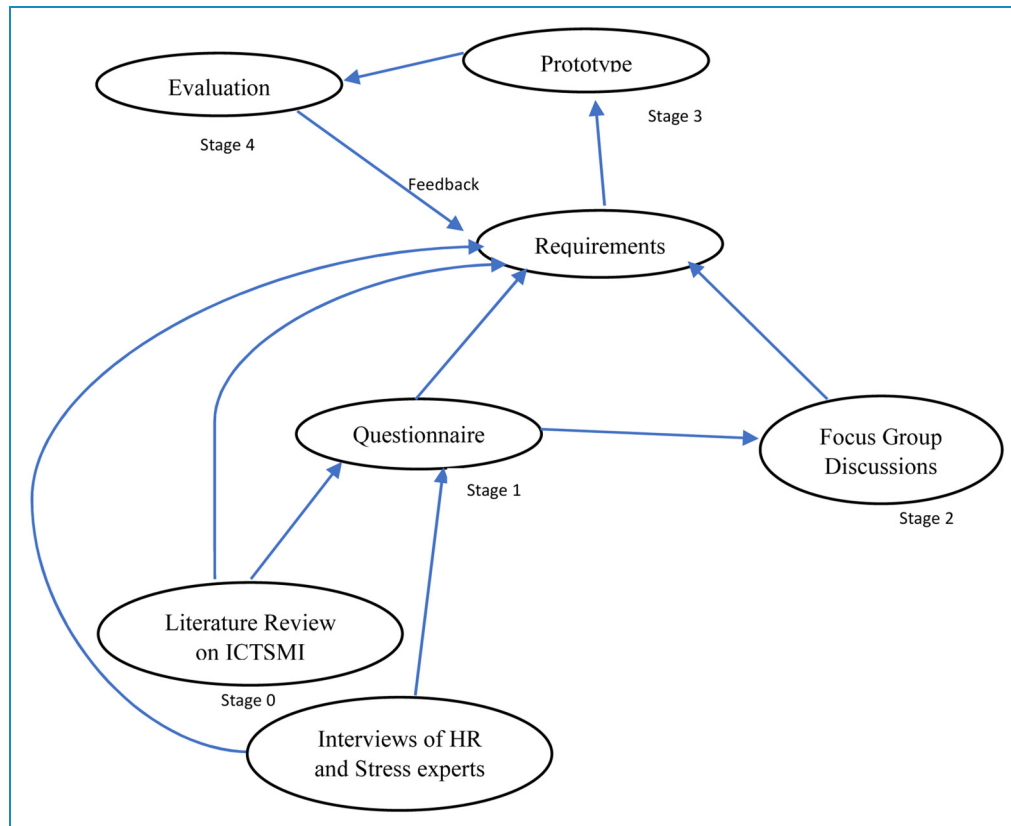 Prototype
Evaluation
Stage 3
Stage 4
Feedback
Requirements
Questionnaire
Focus Group
Discussions
Stage 1
Stage 2
Literature Review
on ICTSMI
Stage 0
Interviews of HR
and Stress experts